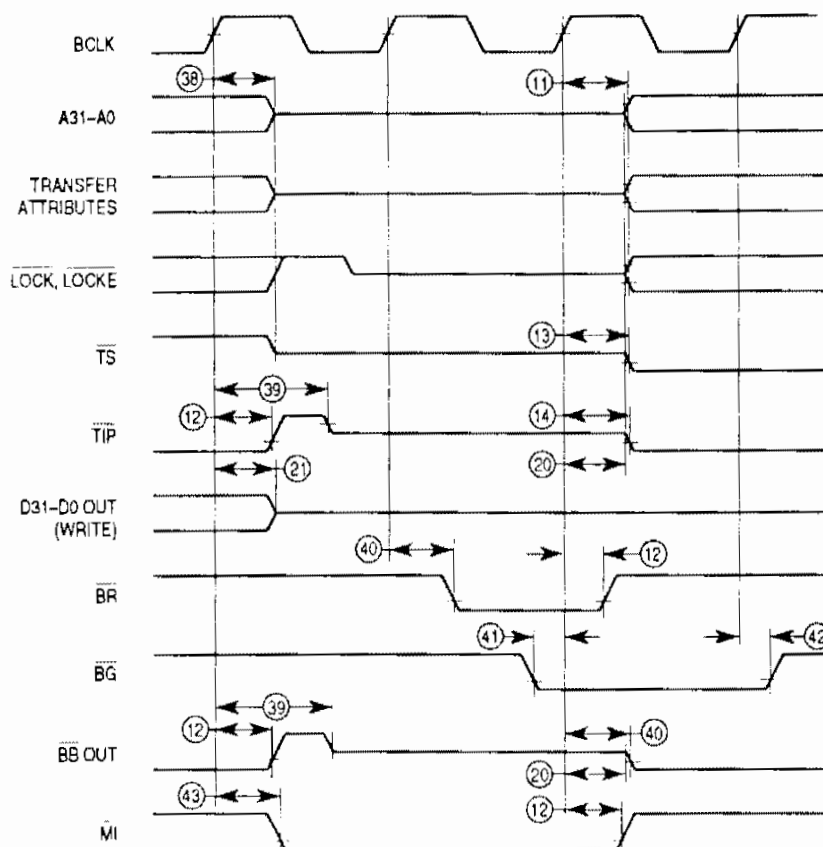 BCLK
38
11
A31–A0
TRANSFER
ATTRIBUTES
LOCK, LOCKE
13
TS
39
12
14
TIP
21
20
D31–D0 OUT
(WRITE)
40
12
BR
41
42
BG
39
12
40
BB OUT
20
43
12
MI